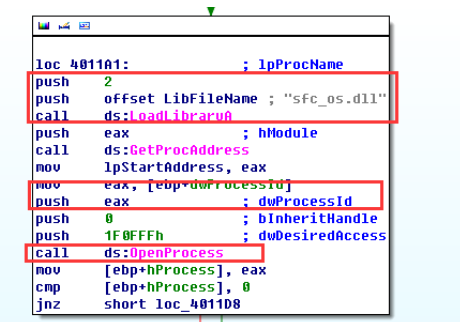 loc_4011A1: ; lpProcName
push 2
push offset LibFileName ; "sfc_os.dll"
call ds:LoadLibraryA
push eax ; hModule
call ds:GetProcAddress
mov lpStartAddress, eax
mov eax, [ebp+dwProcessId]
push eax ; dwProcessId
push 0 ; bInheritHandle
push 1F0FFFh ; dwDesiredAccess
call ds:OpenProcess
mov [ebp+hProcess], eax
cmp [ebp+hProcess], 0
jnz short loc_4011D8